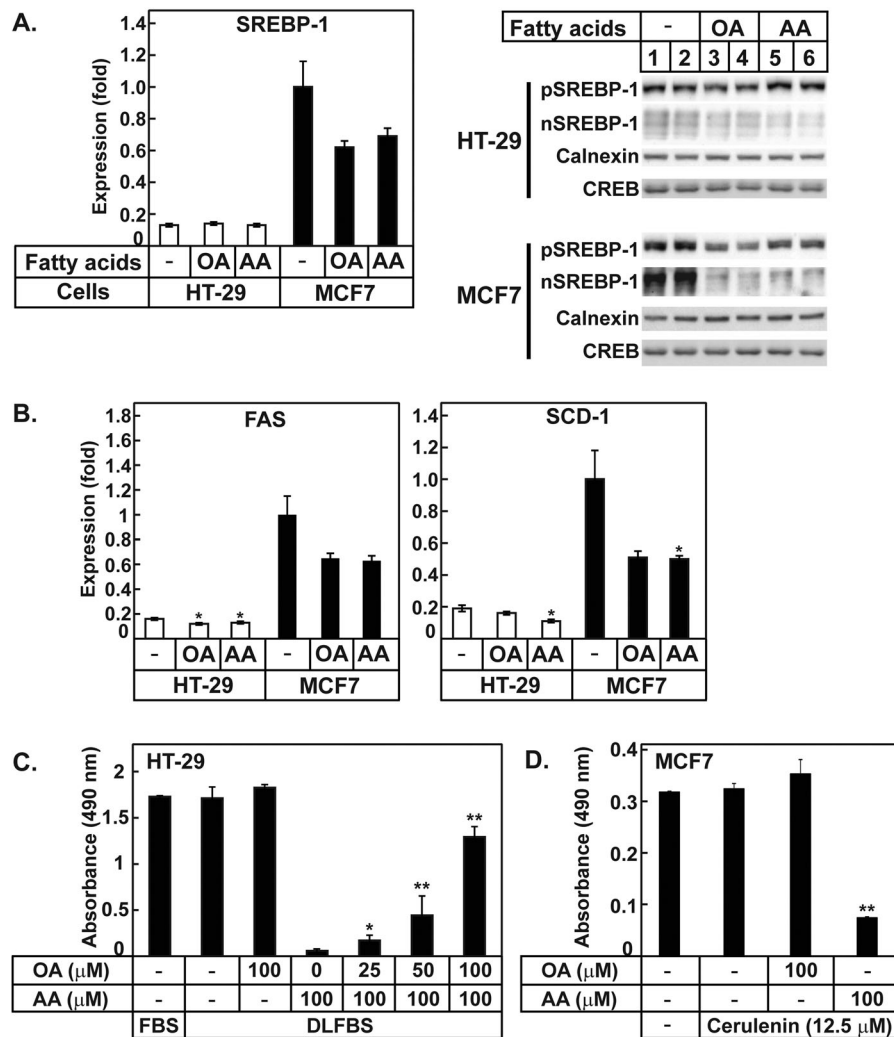 A.
SREBP-1
Expression (fold)
1.4
1.2
1.0
0.8
0.6
0.4
0.2
0
Fatty acids - OA AA - OA AA
Cells HT-29 MCF7
Fatty acids - OA AA
1 2 3 4 5 6
HT-29
pSREBP-1
nSREBP-1
Calnexin
CREB
MCF7
pSREBP-1
nSREBP-1
Calnexin
CREB
B.
FAS
Expression (fold)
1.8
1.6
1.4
1.2
1
0.8
0.6
0.4
0.2
0
* *
- OA AA - OA AA
HT-29 MCF7
SCD-1
1.4
1.2
1.0
0.8
0.6
0.4
0.2
0
* *
- OA AA - OA AA
HT-29 MCF7
C.
HT-29
Absorbance (490 nm)
2
1.5
1
0.5
0
* ** **
OA (μM) - - 100 0 25 50 100
AA (μM) - - - 100 100 100 100
FBS DLFBS
D.
MCF7
Absorbance (490 nm)
0.4
0.3
0.2
0.1
0
**
OA (μM) - - 100 -
AA (μM) - - - 100
- Cerulenin (12.5 μM)